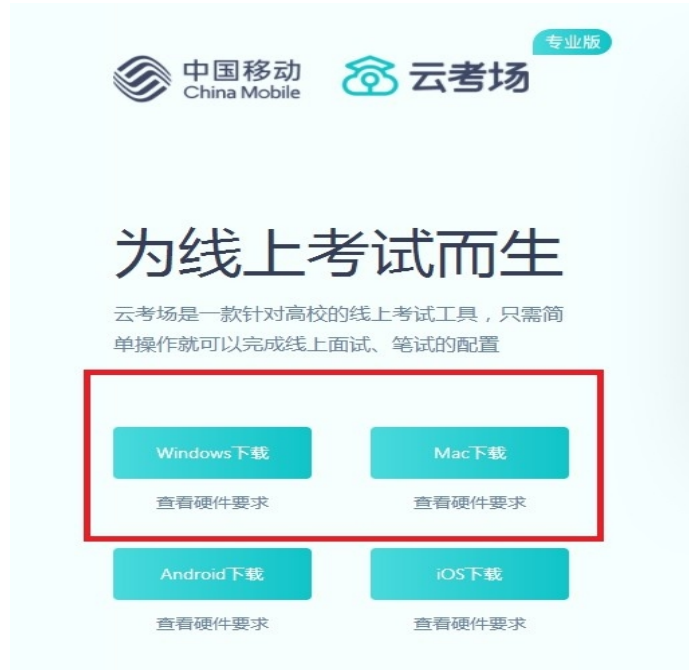 专业版
中国移动
China Mobile
云考场
为线上考试而生
云考场是一款针对高校的线上考试工具，只需简
单操作就可以完成线上面试、笔试的配置
Windows下载
Mac下载
查看硬件要求
查看硬件要求
Android下载
iOS下载
查看硬件要求
查看硬件要求